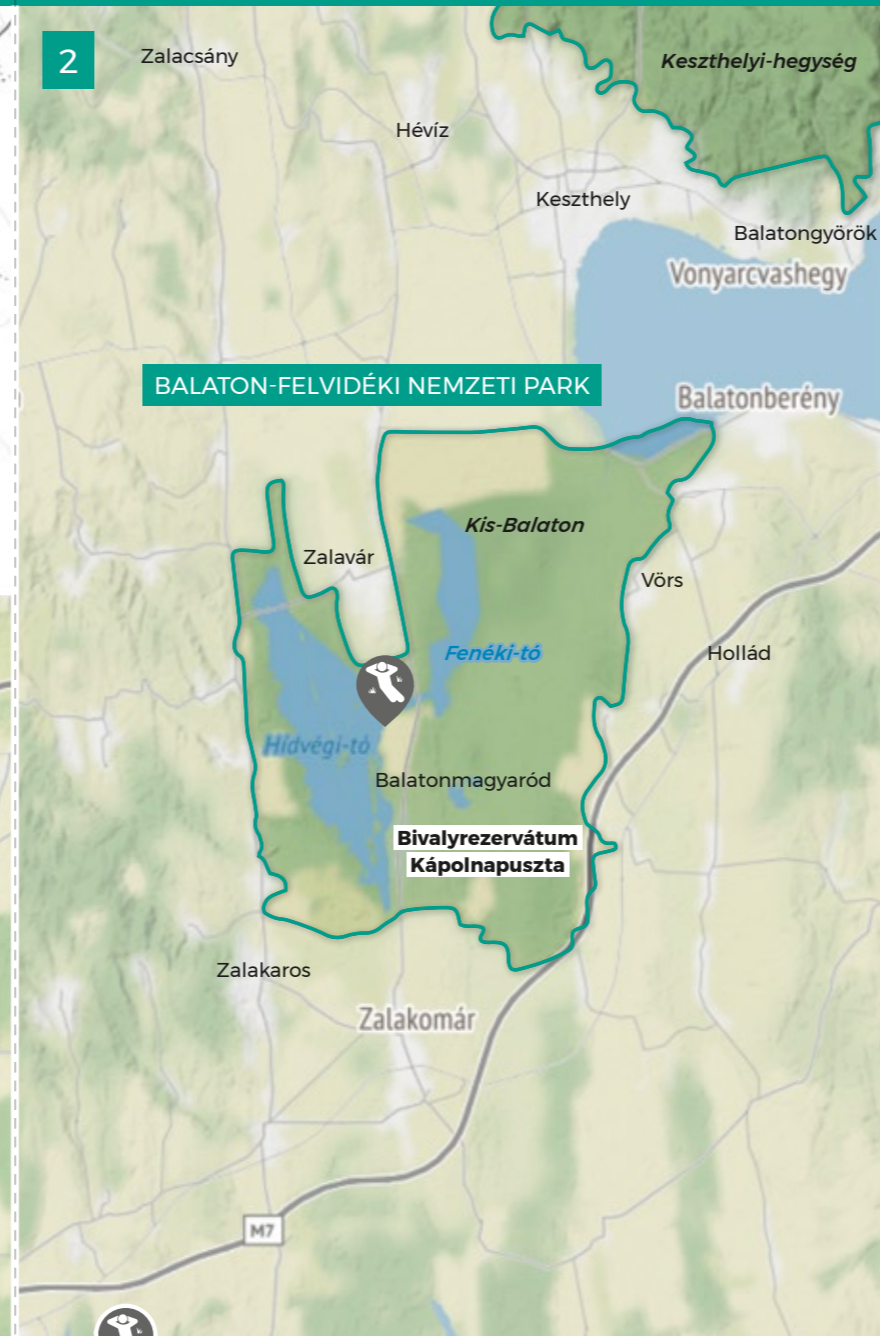 2
Zalacsány
Keszthelyi-hegység
Hévíz
Keszthely
Balatongyörök
Vonyarcvashegy
BALATON-FELVIDÉKI NEMZETI PARK
Balatonberény
Kis-Balaton
Zalavár
Vörs
Fenéki-tó
Hollád
Hídvégi-tó
Balatonmagyaród
Bivalyrezervátum
Kápolnapuszta
Zalakaros
Zalakomár
M7